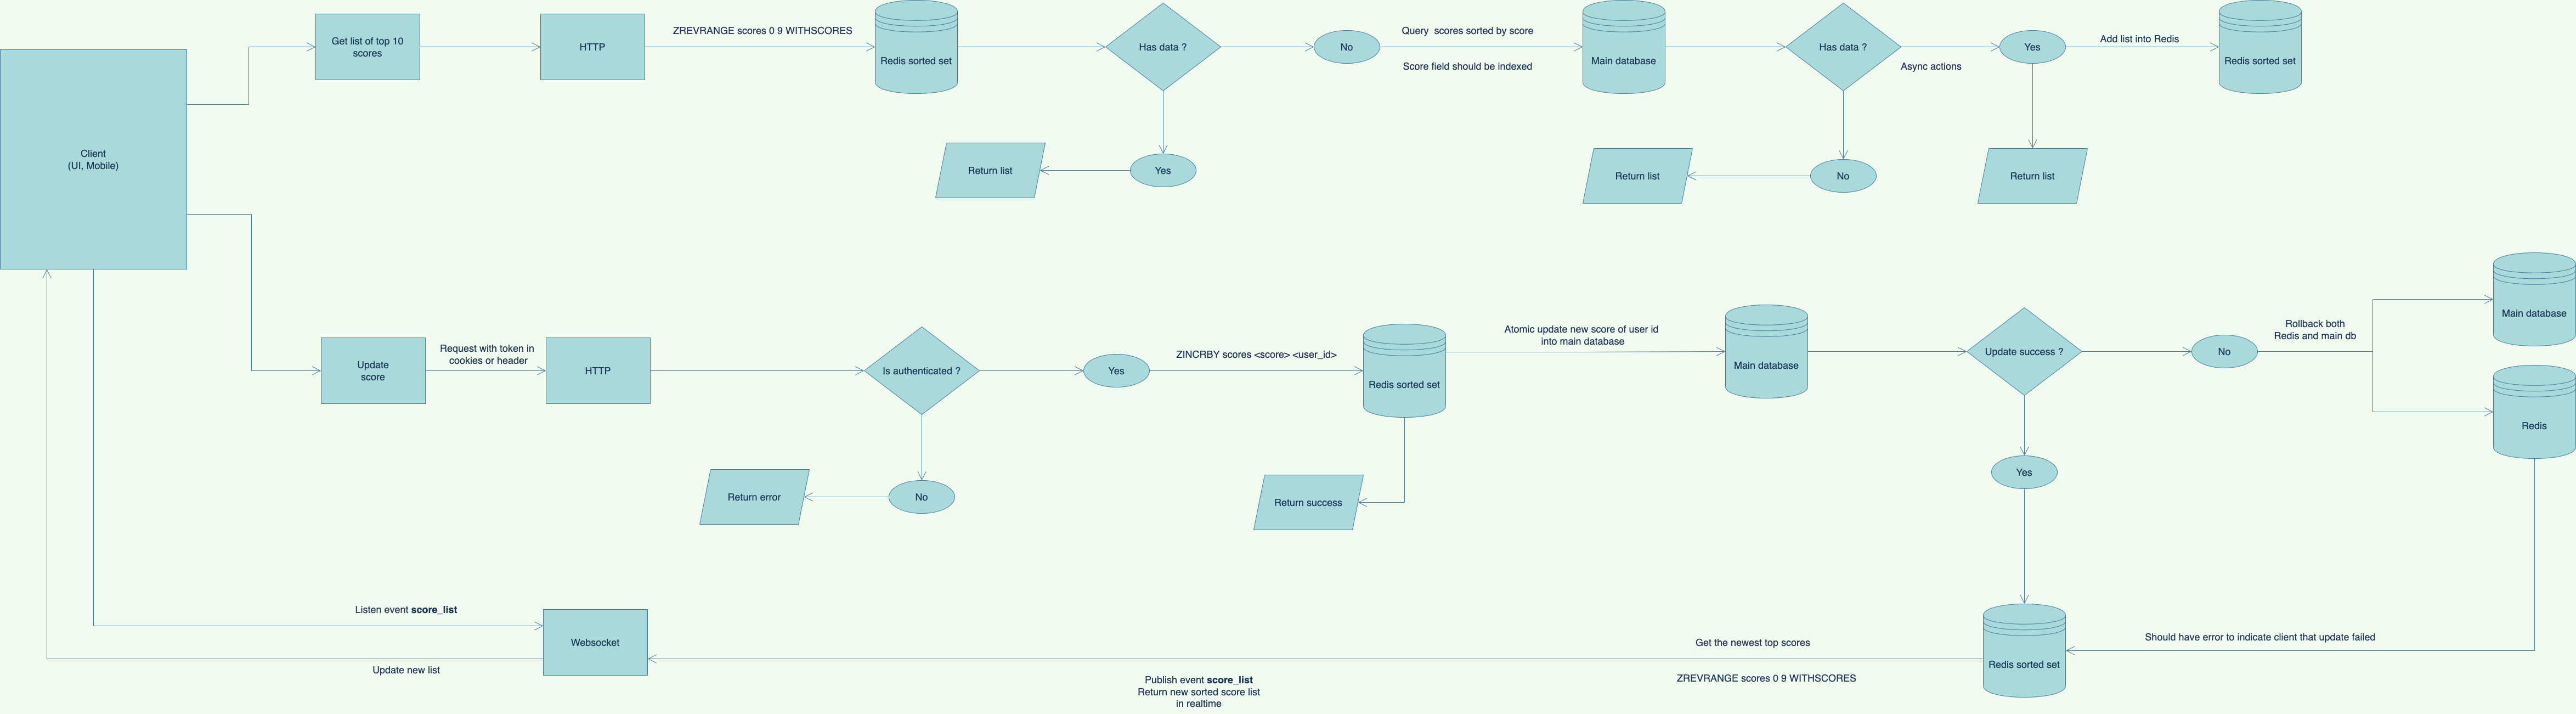 Client
(UI, Mobile)
Get list of top 10
scores
HTTP
ZREVRANGE scores 0 9 WITHSCORES
Redis sorted set
Has data ?
No
Query  scores sorted by score
Score field should be indexed
Main database
Has data ?
Async actions
Yes
Add list into Redis
Redis sorted set
Return list
Yes
Return list
No
Return list
Update
score
Request with token in
cookies or header
HTTP
Is authenticated ?
Yes
ZINCRBY scores <score> <user_id>
Redis sorted set
Atomic update new score of user id
into main database
Main database
Update success ?
No
Rollback both
Redis and main db
Main database
Redis
Return error
No
Return success
Yes
Listen event score_list
Websocket
Update new list
Publish event score_list
Return new sorted score list
in realtime
Get the newest top scores
ZREVRANGE scores 0 9 WITHSCORES
Redis sorted set
Should have error to indicate client that update failed